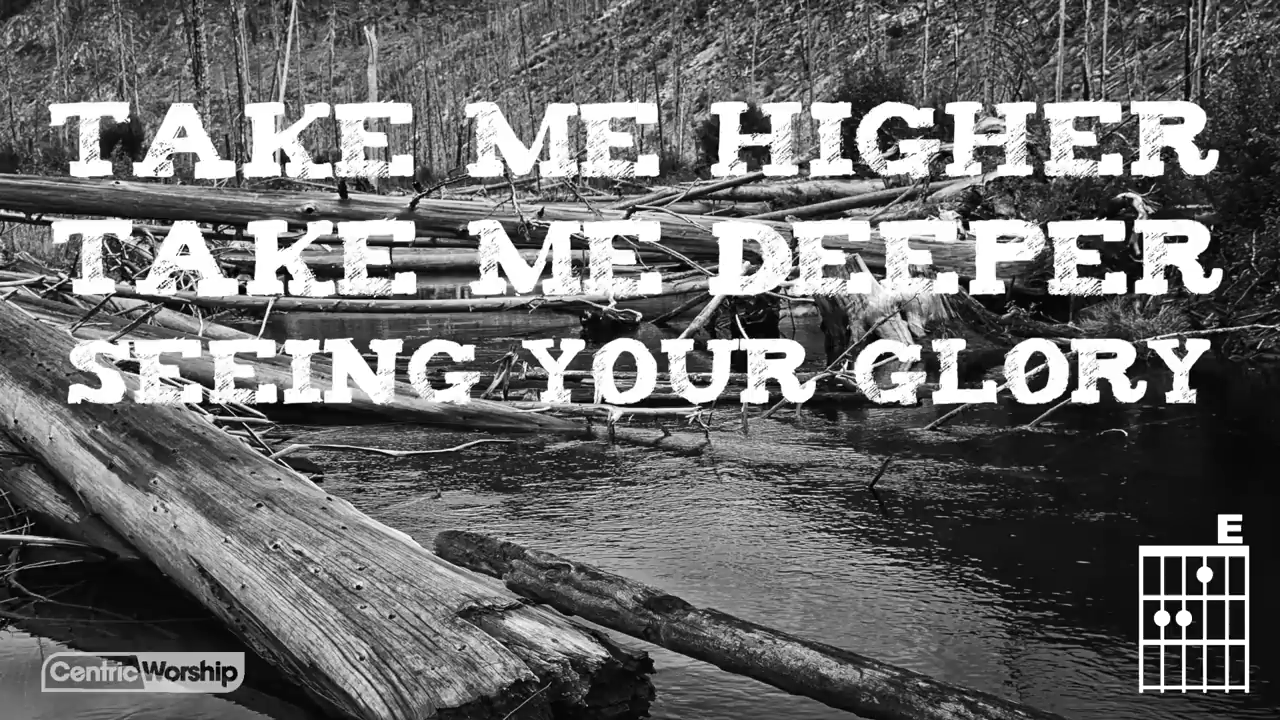 TAKE ME HIGHER
TAKE ME DEEPER
SEEING YOUR GLORY
E
CentricWorship